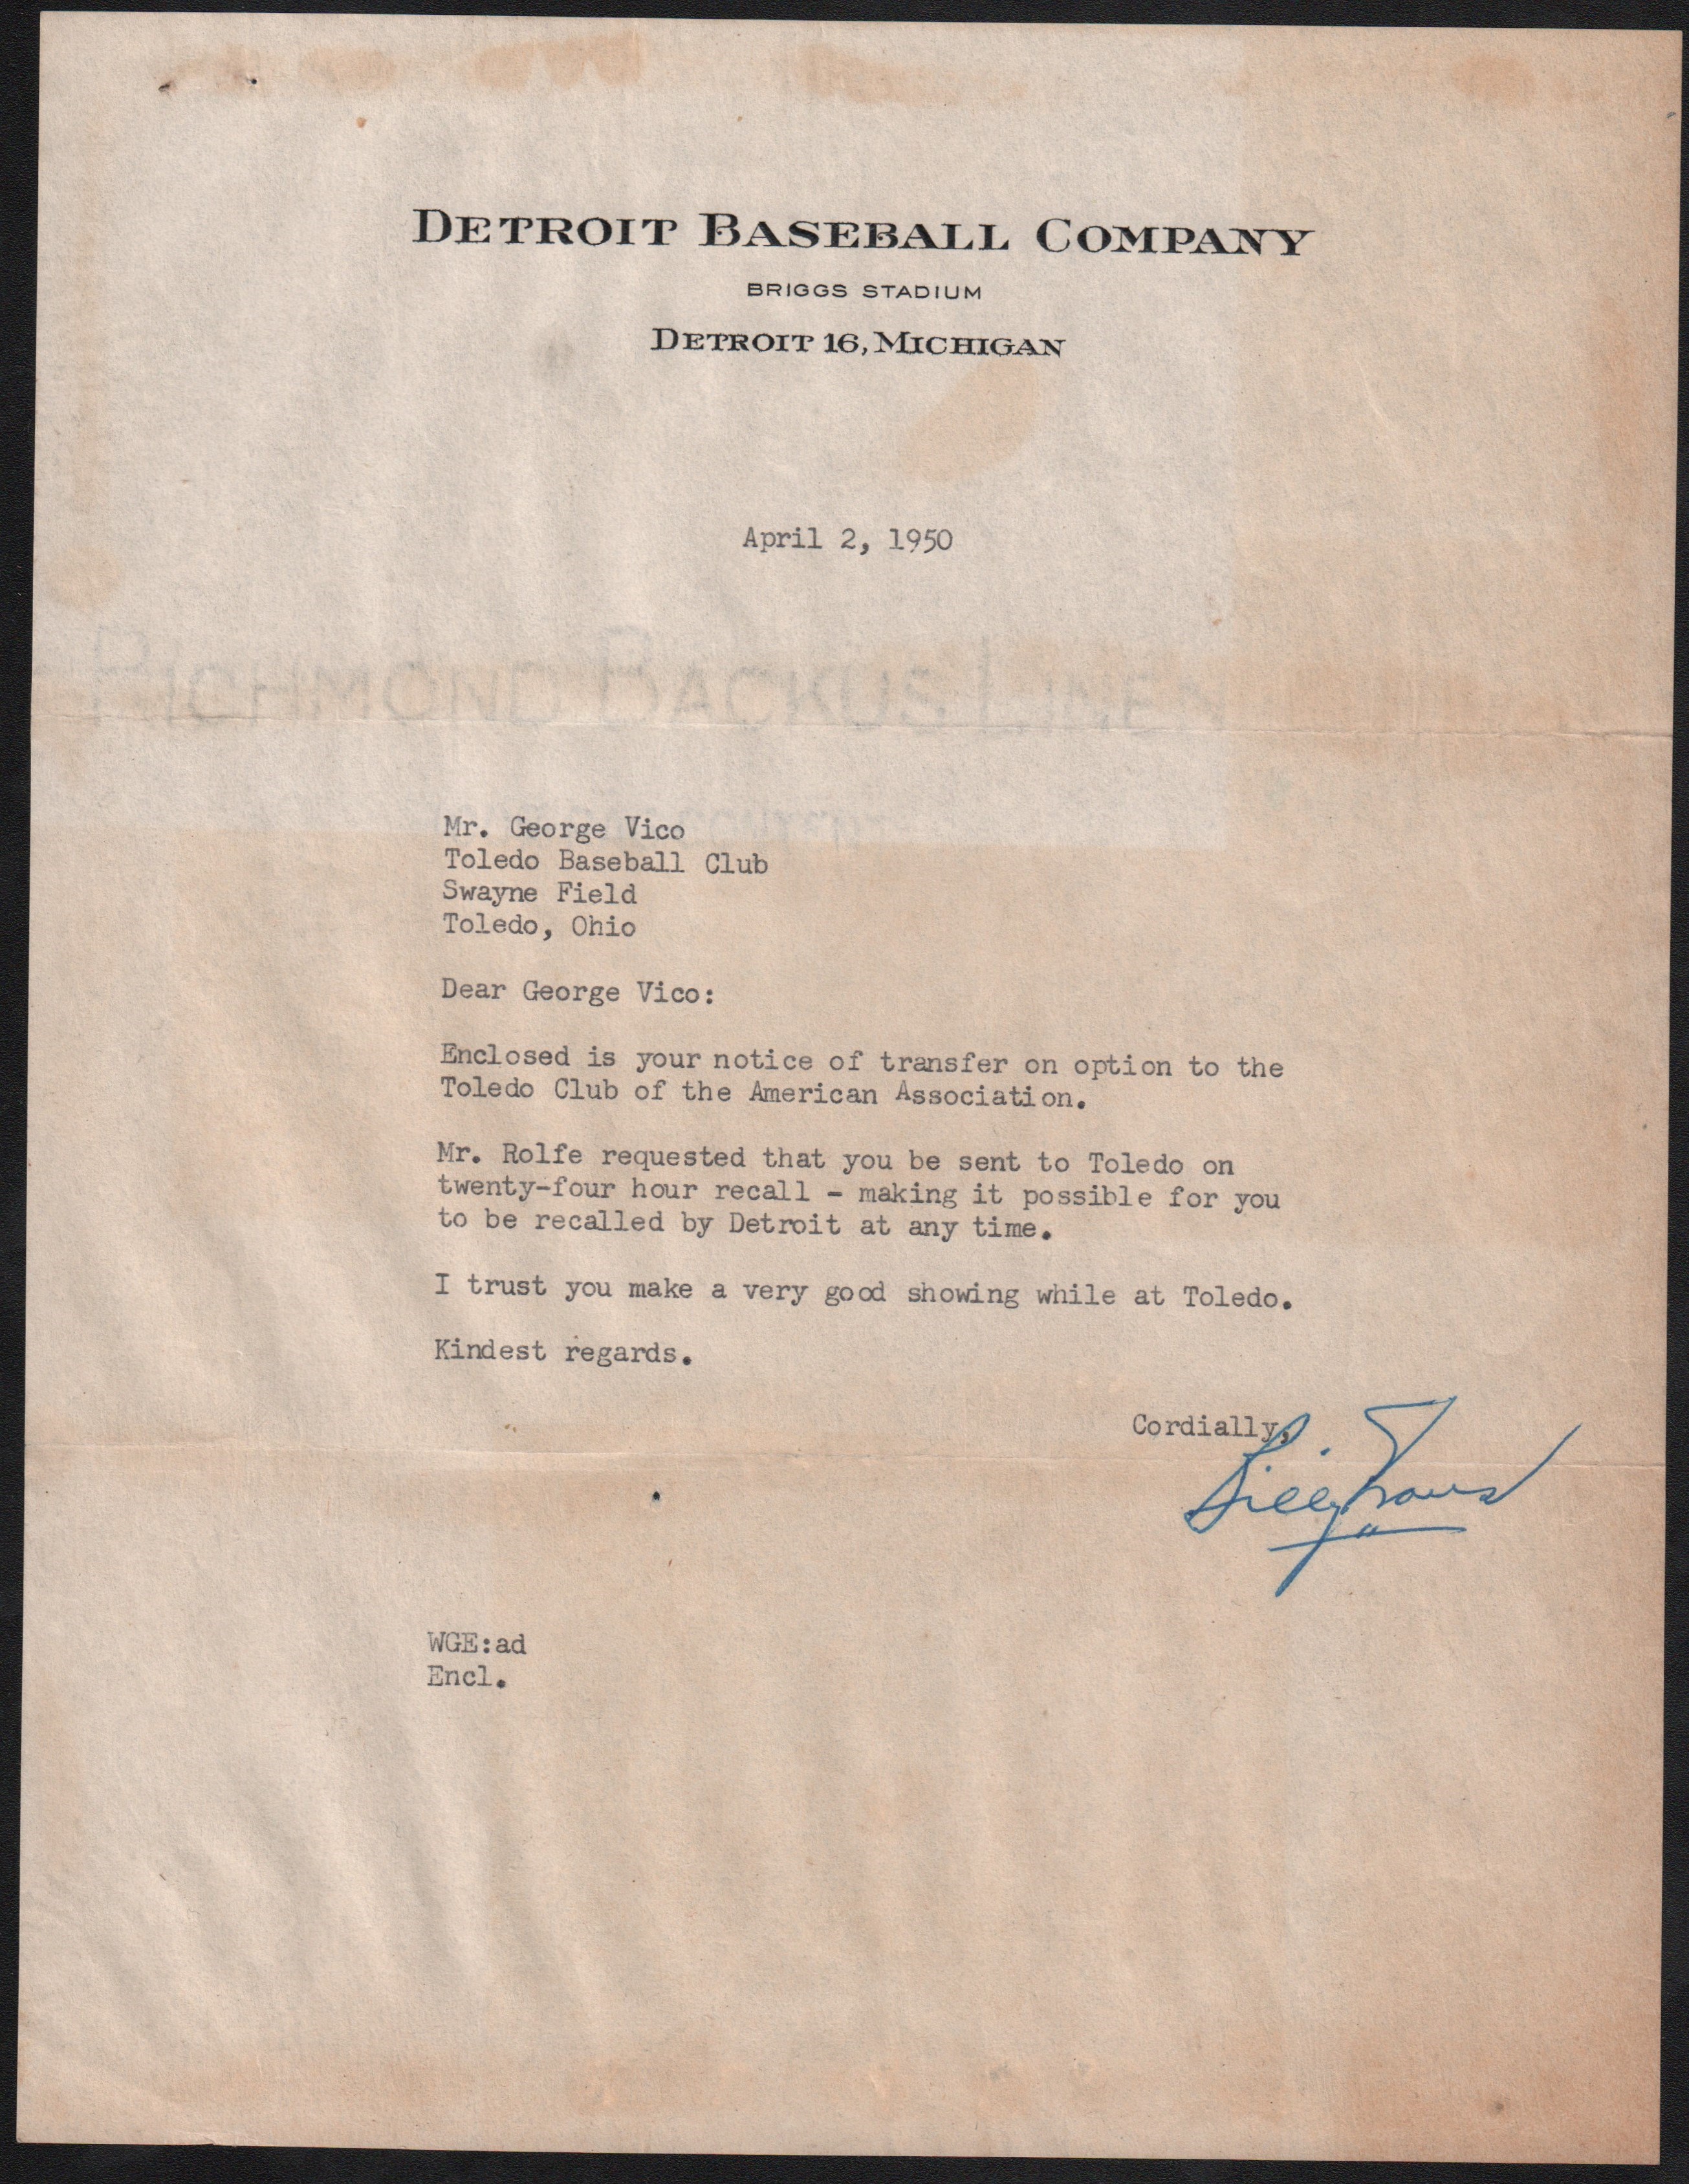 DETROIT BASEBALL COMPANY
BRIGGS STADIUM
DETROIT 16, MICHIGAN
April 2, 1950
RICHMOND BACKUS LINEN
Mr. George Vico
Toledo Baseball Club
Swayne Field
Toledo, Ohio
Dear George Vico:
Enclosed is your notice of transfer on option to the
Toledo Club of the American Association.
Mr. Rolfe requested that you be sent to Toledo on
twenty-four hour recall - making it possible for you
to be recalled by Detroit at any time.
I trust you make a very good showing while at Toledo.
Kindest regards.
Cordially,
Billy Evans
WGE:ad
Encl.